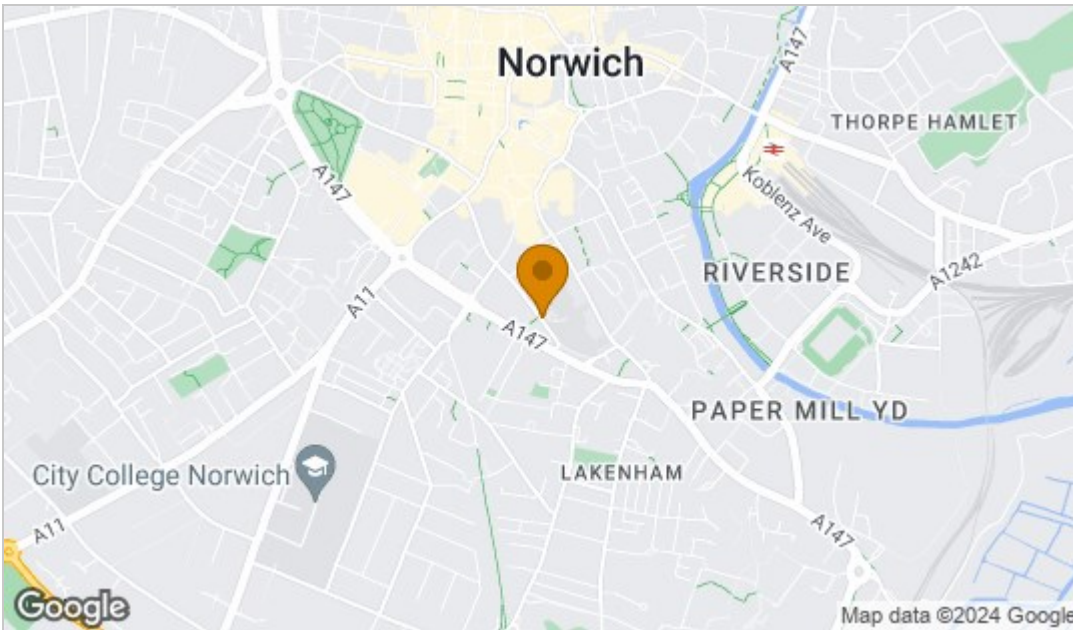 Norwich
A147
THORPE HAMLET
A147
Koblenz Ave
RIVERSIDE
A1242
A11
A147
PAPER MILL YD
City College Norwich
LAKENHAM
A11
A147
Google
Map data ©2024 Google